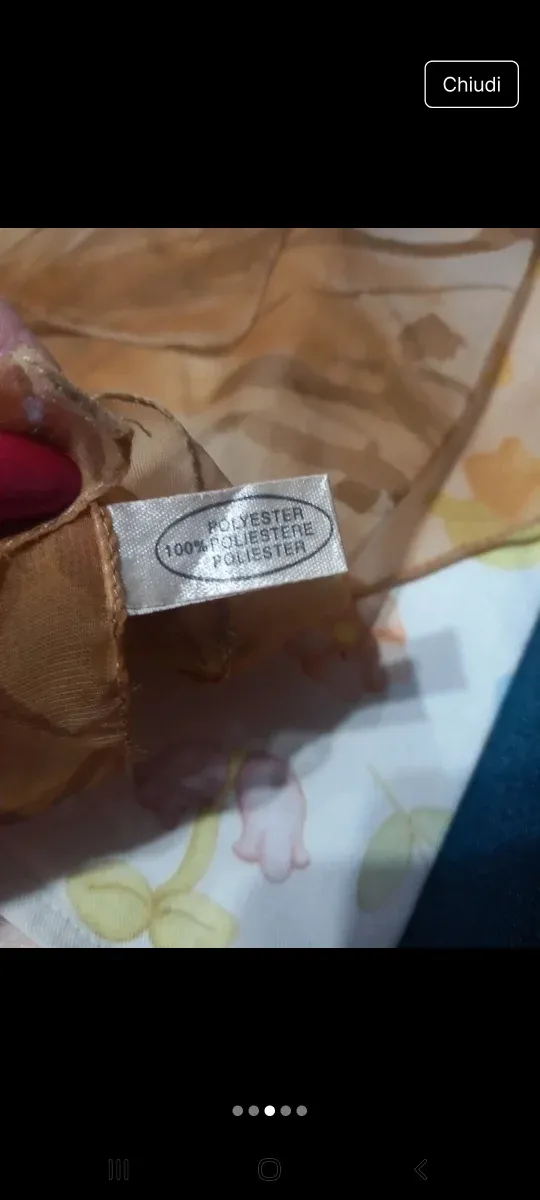 Chiudi
POLYESTER
100% POLIESTERE
POLIESTER